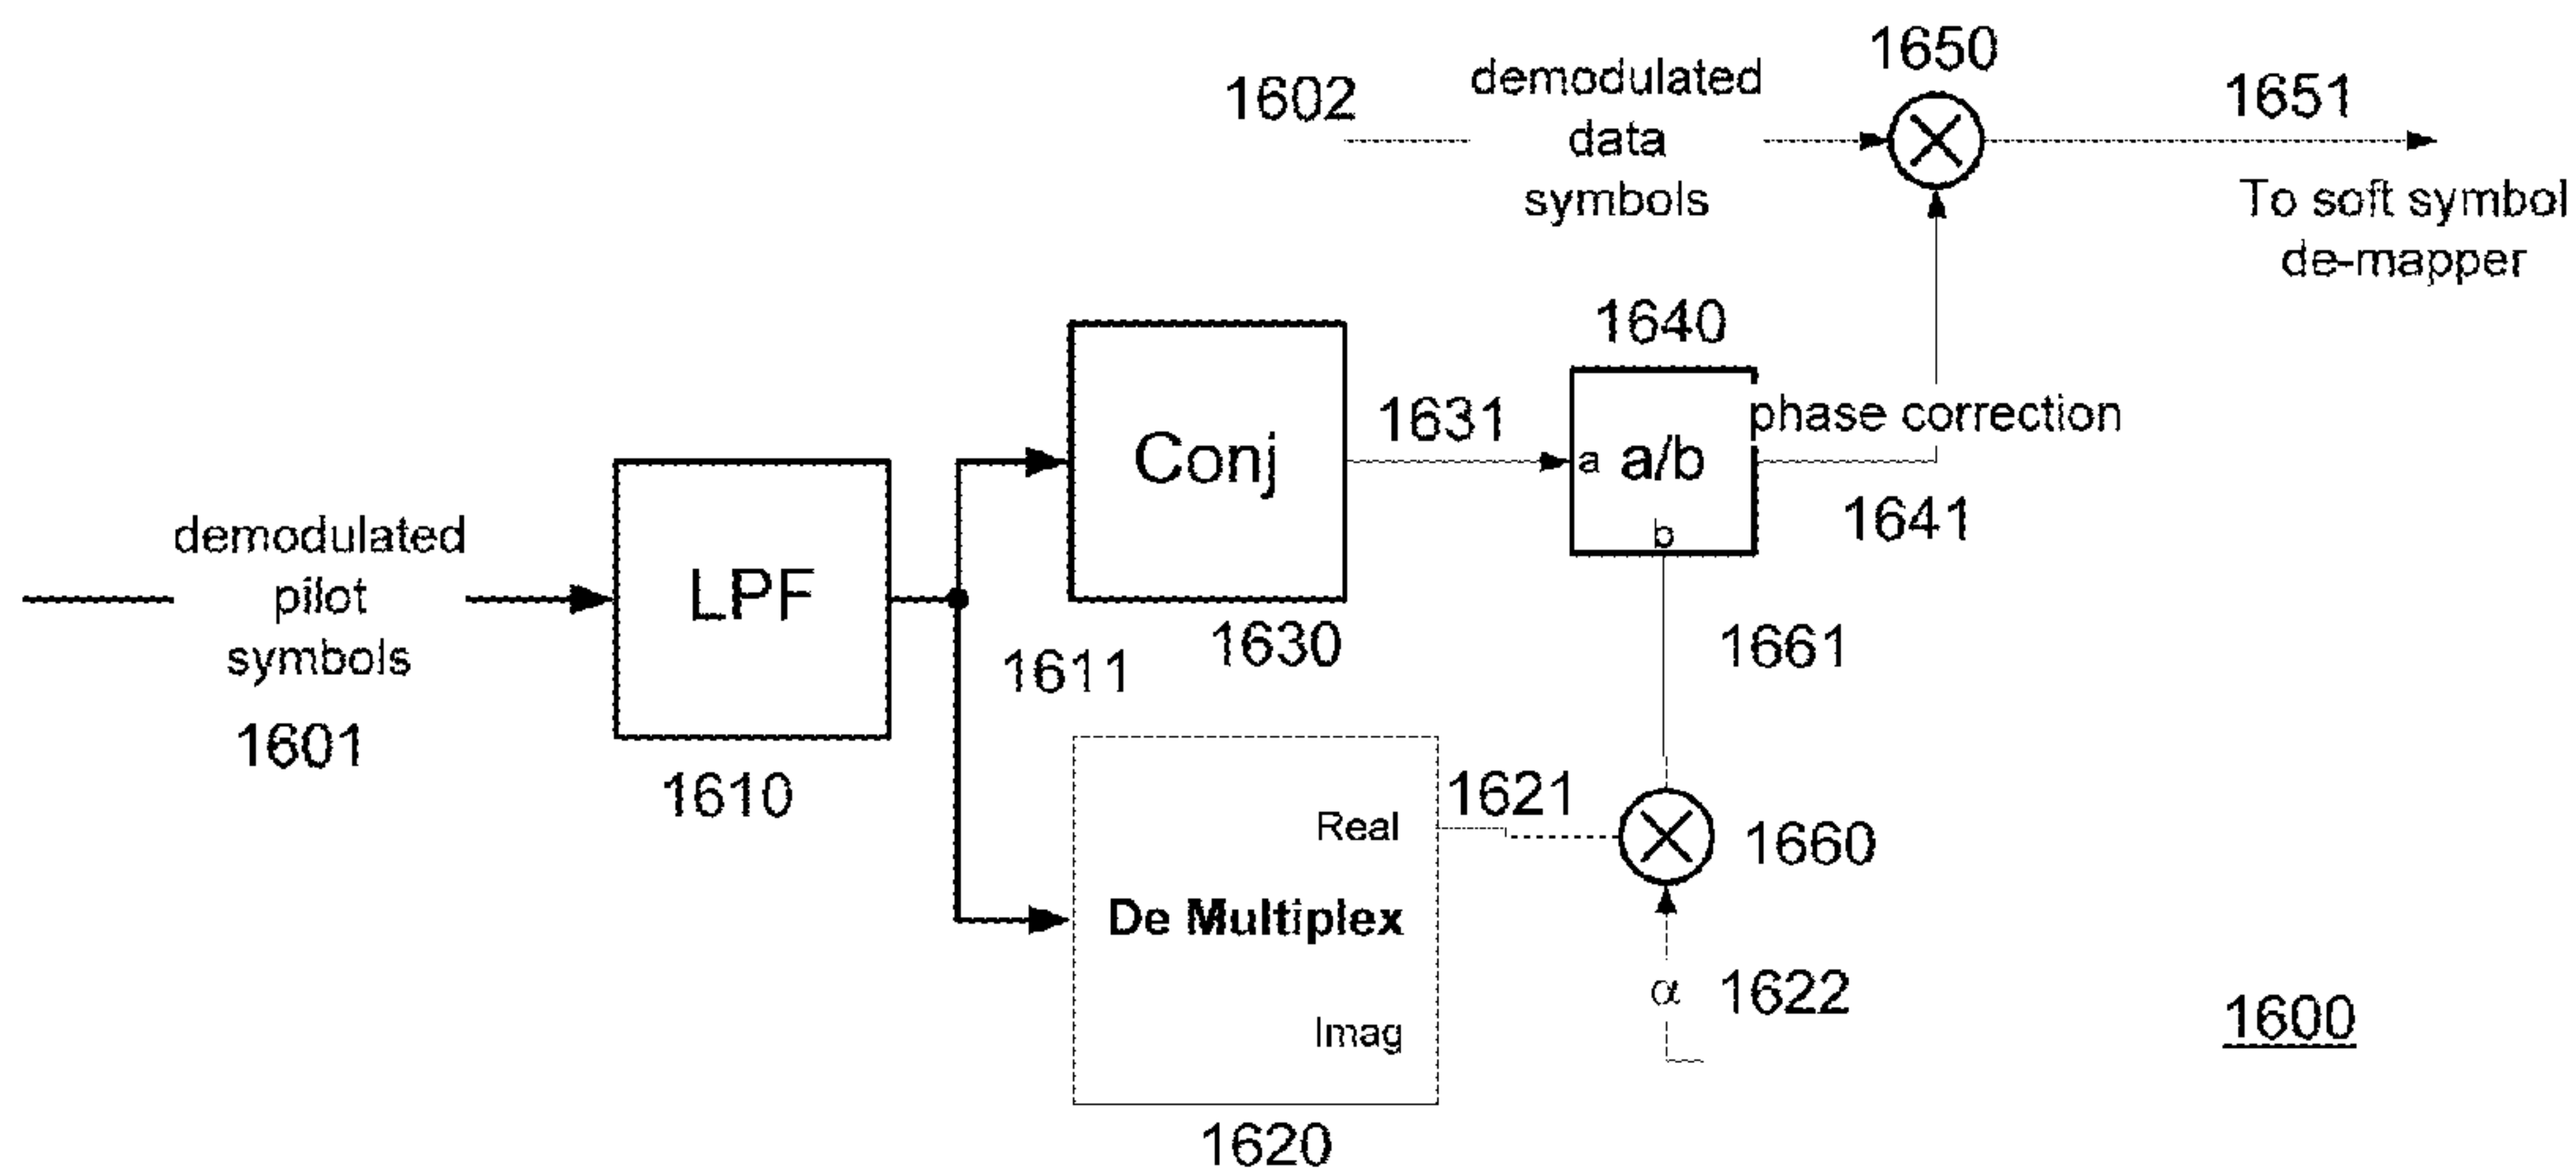 1650
1602
demodulated
data
symbols
1651
To soft symbol
de-mapper
1640
phase correction
1631
a
a/b
b
1641
Conj
1630
demodulated
pilot
symbols
1601
LPF
1610
1611
1661
1621
Real
De Multiplex
Imag
1620
1660
α
1622
1600